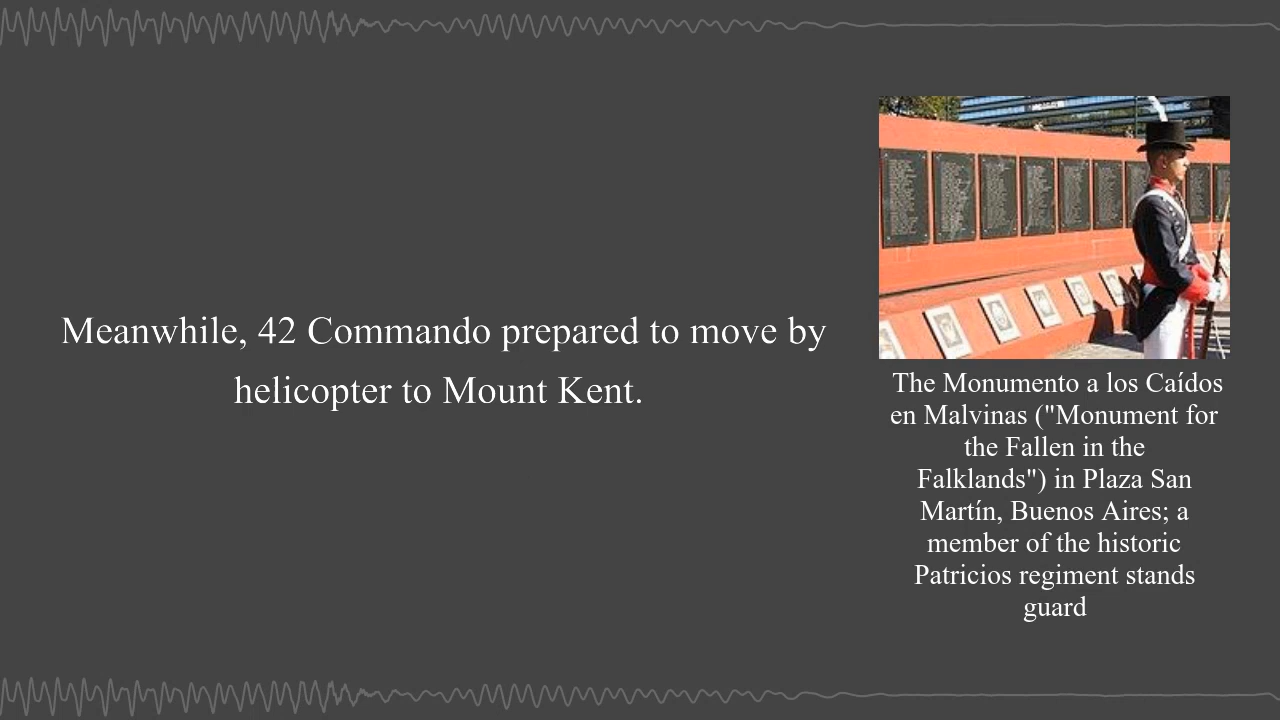 Meanwhile, 42 Commando prepared to move by
helicopter to Mount Kent.
The Monumento a los Caídos
en Malvinas ("Monument for
the Fallen in the
Falklands") in Plaza San
Martín, Buenos Aires; a
member of the historic
Patricios regiment stands
guard